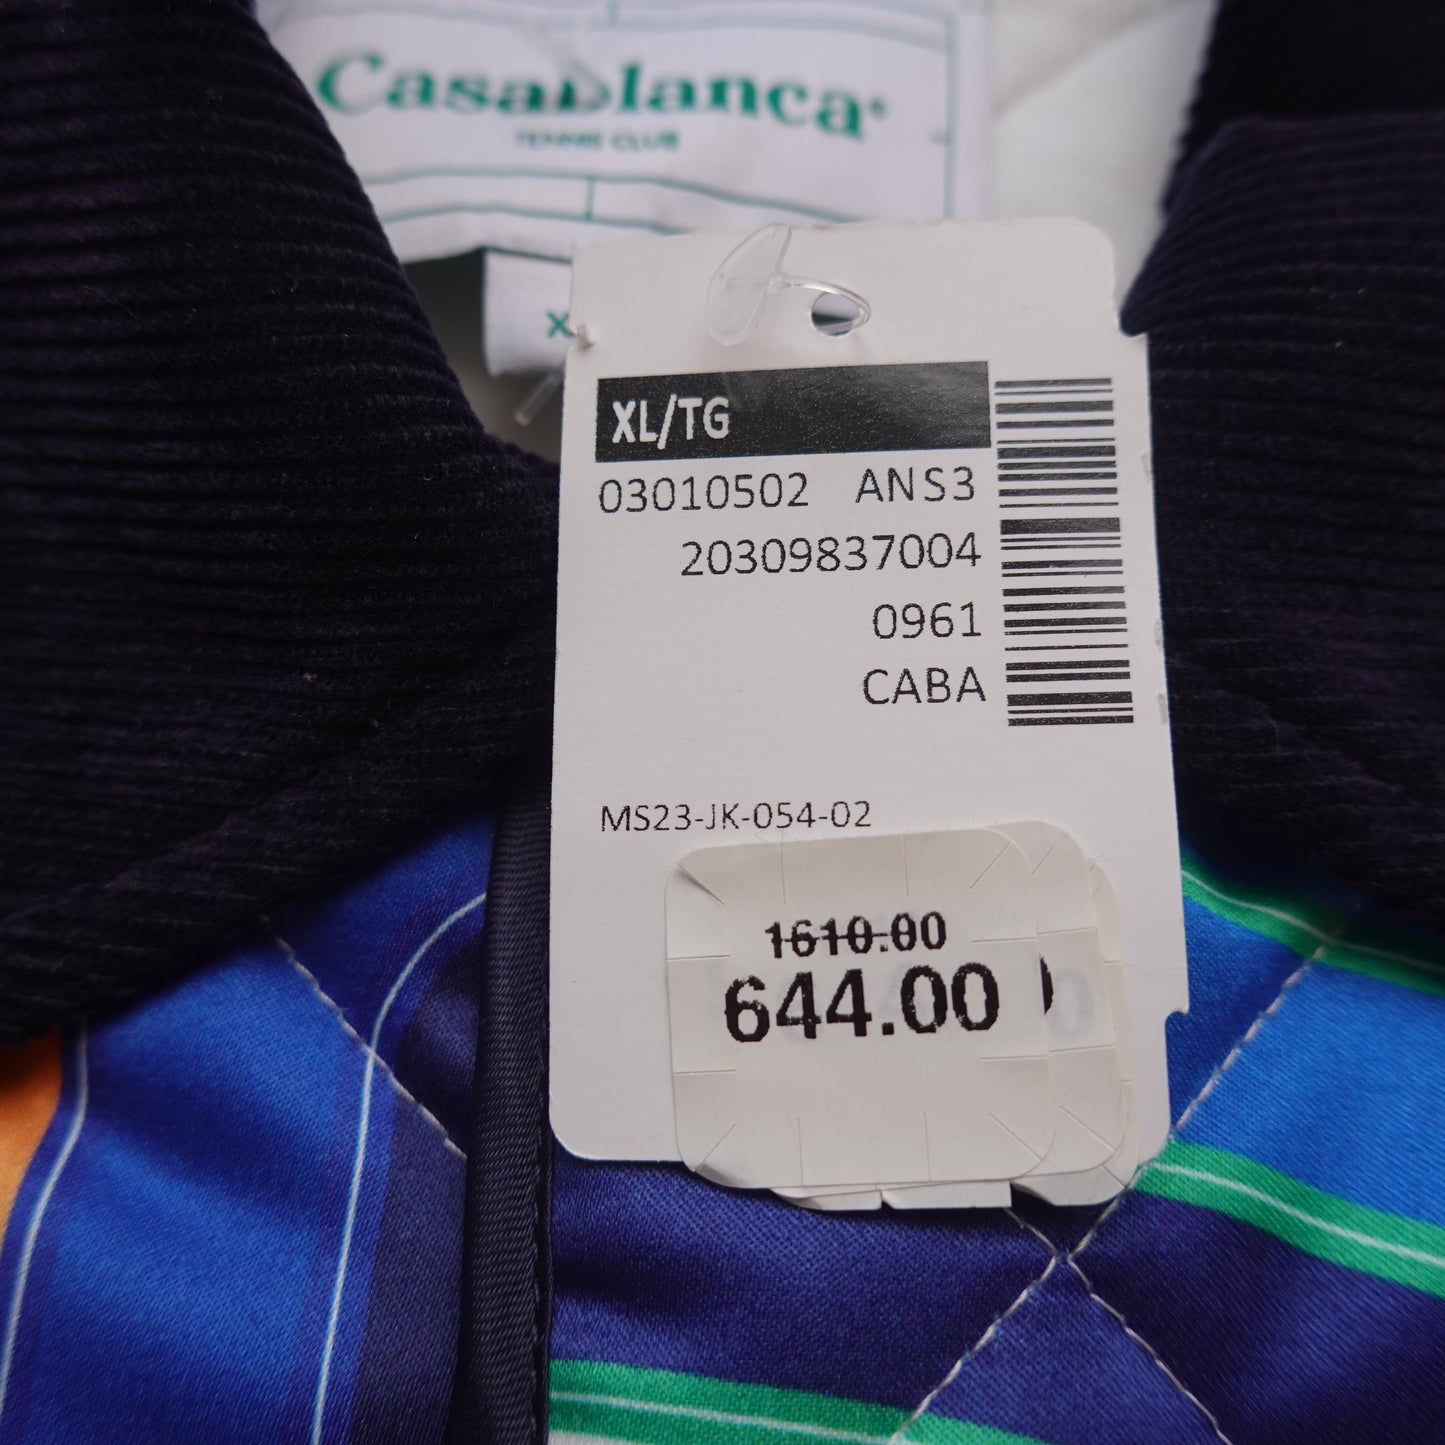 Casablanca
TENNIS CLUB
X
XL/TG
03010502 ANS3
20309837004
0961
CABA
MS23-JK-054-02
1610.00
644.00